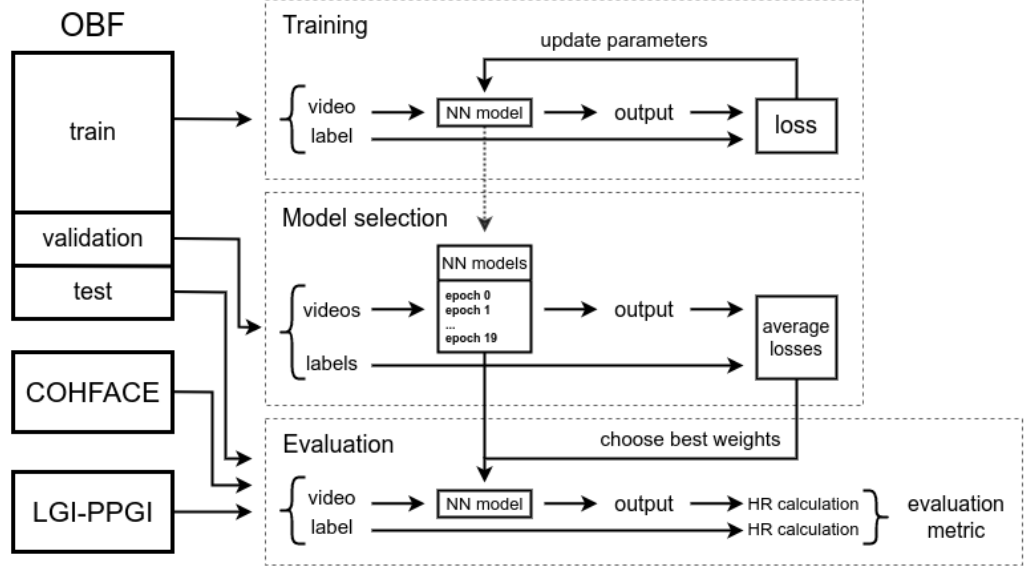 OBF
train
validation
test
COHFACE
LGI-PPGI
Training
update parameters
video
label
NN model
output
loss
Model selection
NN models
epoch 0
epoch 1
...
epoch 19
videos
labels
output
average
losses
Evaluation
choose best weights
video
label
NN model
output
HR calculation
HR calculation
evaluation
metric